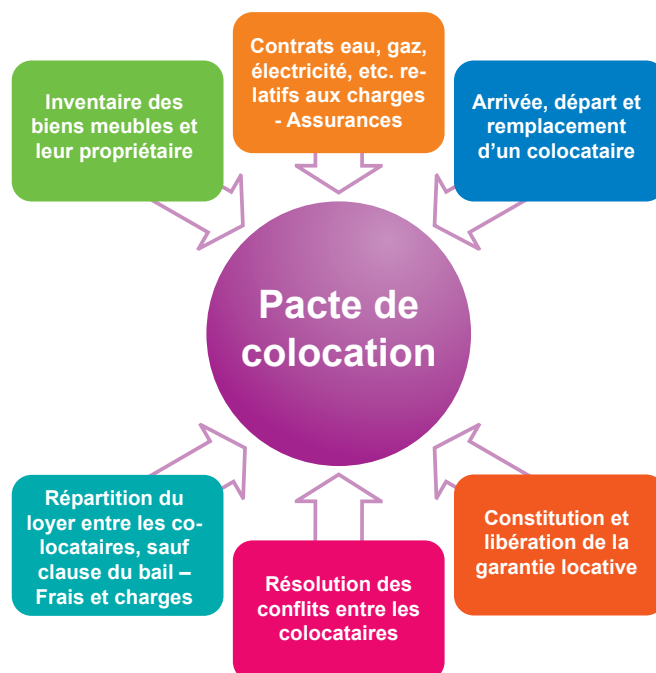 Contrats eau, gaz,
électricité, etc. re-
latifs aux charges
- Assurances
Inventaire des
biens meubles et
leur propriétaire
Arrivée, départ et
remplacement
d'un colocataire
Pacte de
colocation
Répartition du
loyer entre les co-
locataires, sauf
clause du bail –
Frais et charges
Résolution des
conflits entre les
colocataires
Constitution et
libération de la
garantie locative